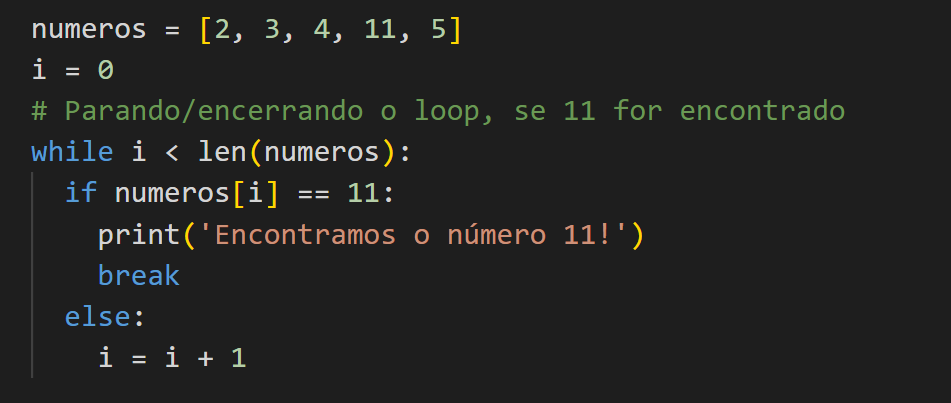 numeros = [2, 3, 4, 11, 5]
i = 0
# Parando/encerrando o loop, se 11 for encontrado
while i < len(numeros):
  if numeros[i] == 11:
    print('Encontramos o número 11!')
    break
  else:
    i = i + 1